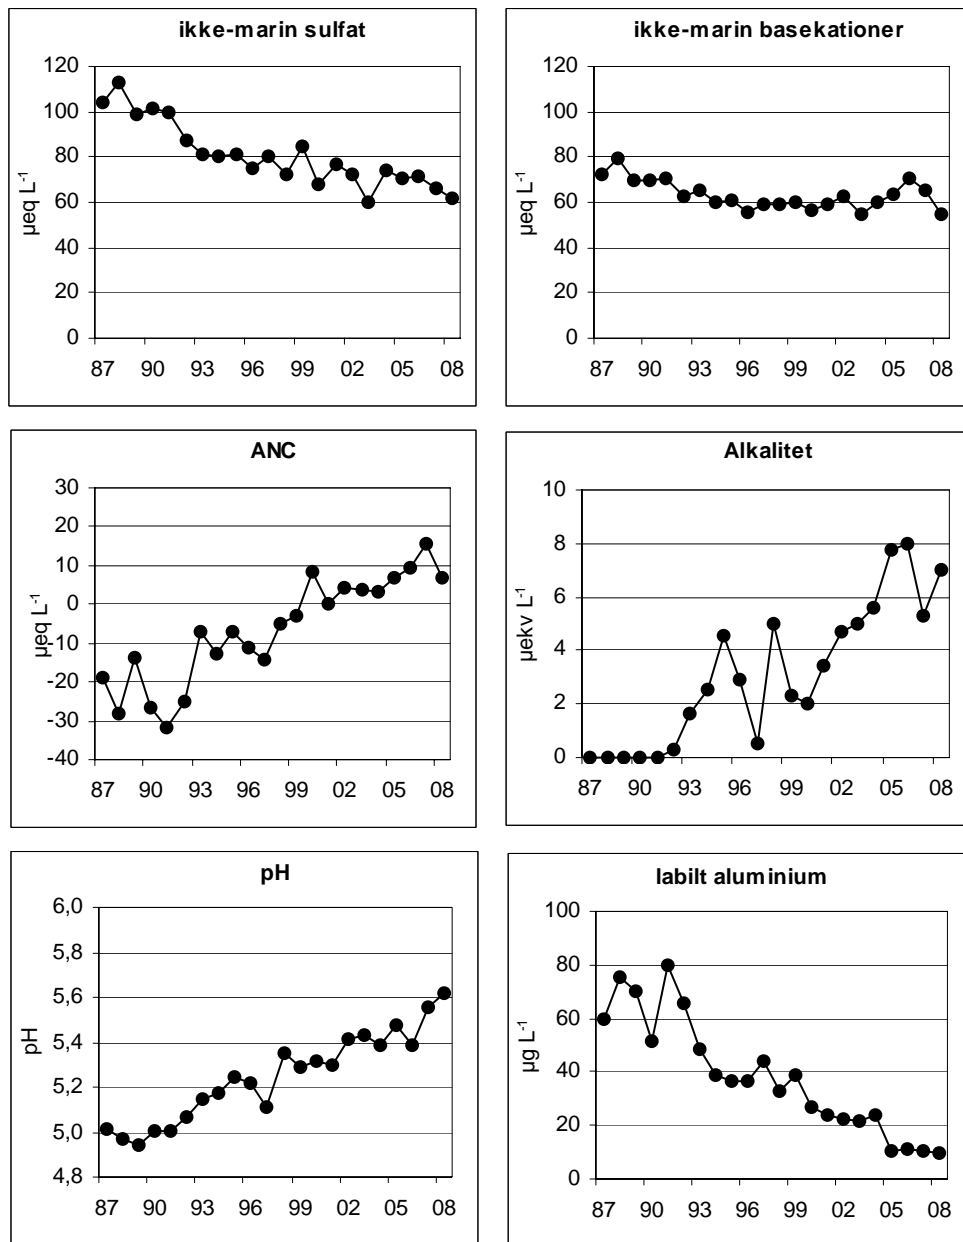 ikke-marin sulfat
120
100
80
60
40
20
0
µeq L-1
87 90 93 96 99 02 05 08
ikke-marin basekationer
120
100
80
60
40
20
0
µeq L-1
87 90 93 96 99 02 05 08
ANC
30
20
10
0
-10
-20
-30
-40
µeq L-1
87 90 93 96 99 02 05 08
Alkalitet
10
8
6
4
2
0
µekv L-1
87 90 93 96 99 02 05 08
pH
6,0
5,8
5,6
5,4
5,2
5,0
4,8
pH
87 90 93 96 99 02 05 08
labilt aluminium
100
80
60
40
20
0
µg L-1
87 90 93 96 99 02 05 08